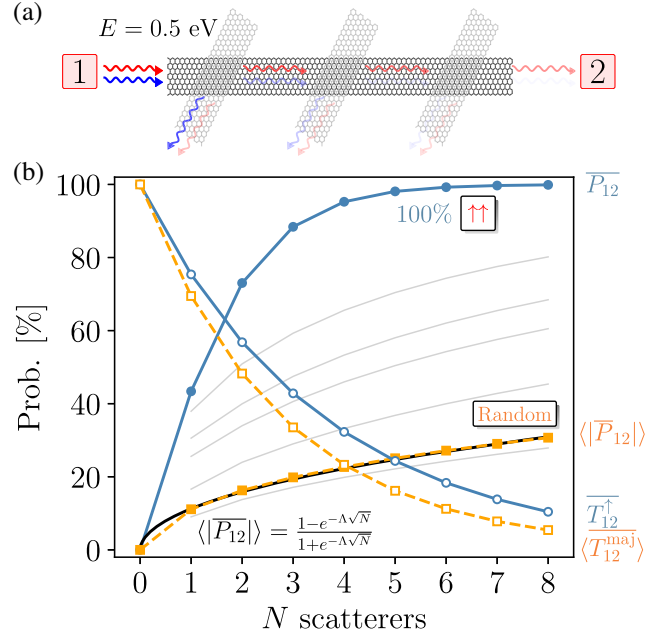 (a)
E = 0.5 eV
1
2
(b)
Prob. [%]
100
80
60
40
20
0
0 1 2 3 4 5 6 7 8
N scatterers
100% ↑↑
Random
⟨|\overline{P_{12}}|⟩ = \frac{1-e^{-Λ\sqrt{N}}}{1+e^{-Λ\sqrt{N}}}
\overline{P_{12}}
⟨|\overline{P}_{12}|⟩
\overline{T_{12}^{↑}}
⟨\overline{T_{12}^{maj}}⟩